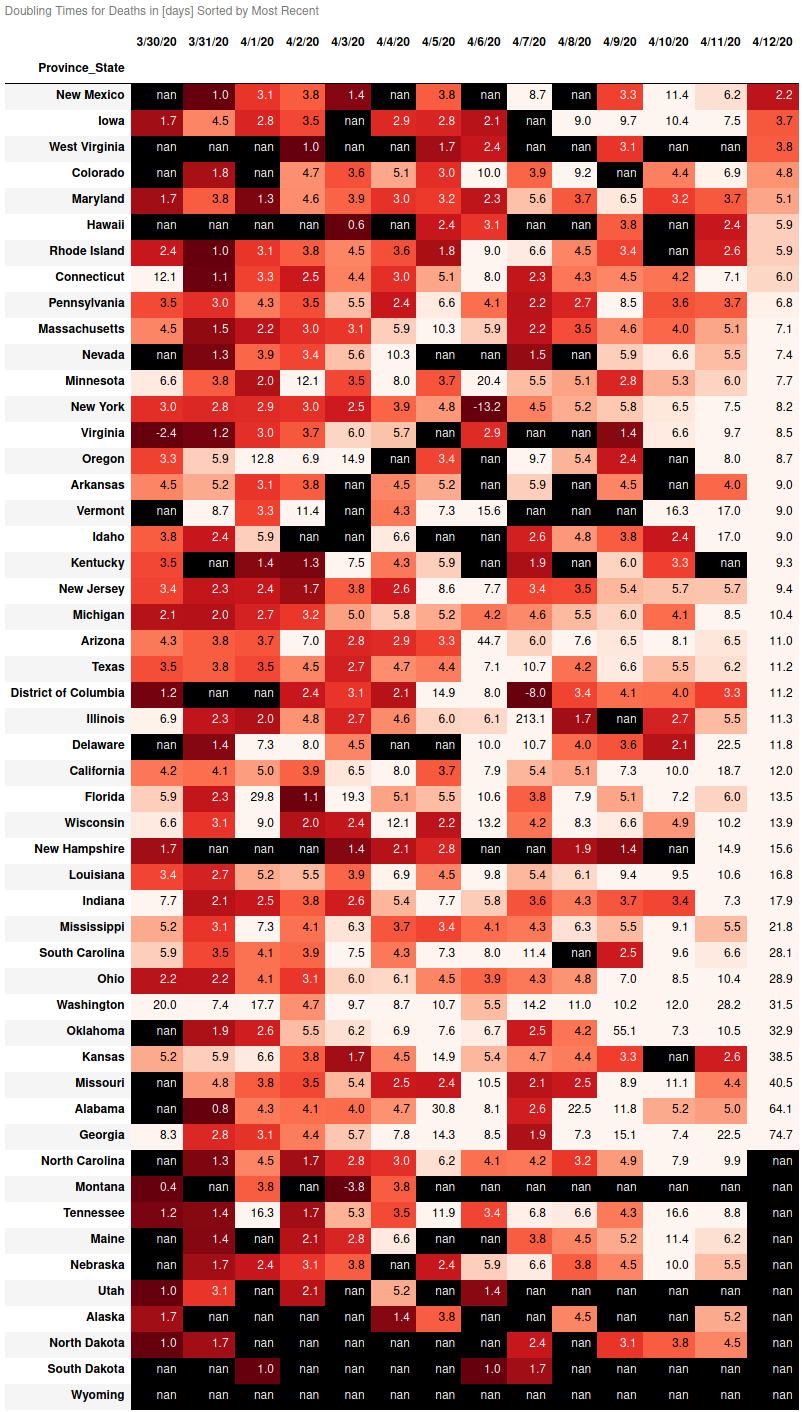 Doubling Times for Deaths in [days] Sorted by Most Recent
3/30/20 3/31/20 4/1/20 4/2/20 4/3/20 4/4/20 4/5/20 4/6/20 4/7/20 4/8/20 4/9/20 4/10/20 4/11/20 4/12/20
Province_State
New Mexico nan 1.0 3.1 3.8 1.4 nan 3.8 nan 8.7 nan 3.3 11.4 6.2 2.2
Iowa 1.7 4.5 2.8 3.5 nan 2.9 2.8 2.1 nan 9.0 9.7 10.4 7.5 3.7
West Virginia nan nan nan 1.0 nan nan 1.7 2.4 nan nan 3.1 nan nan 3.8
Colorado nan 1.8 nan 4.7 3.6 5.1 3.0 10.0 3.9 9.2 nan 4.4 6.9 4.8
Maryland 1.7 3.8 1.3 4.6 3.9 3.0 3.2 2.3 5.6 3.7 6.5 3.2 3.7 5.1
Hawaii nan nan nan nan 0.6 nan 2.4 3.1 nan nan 3.8 nan 2.4 5.9
Rhode Island 2.4 1.0 3.1 3.8 4.5 3.6 1.8 9.0 6.6 4.5 3.4 nan 2.6 5.9
Connecticut 12.1 1.1 3.3 2.5 4.4 3.0 5.1 8.0 2.3 4.3 4.5 4.2 7.1 6.0
Pennsylvania 3.5 3.0 4.3 3.5 5.5 2.4 6.6 4.1 2.2 2.7 8.5 3.6 3.7 6.8
Massachusetts 4.5 1.5 2.2 3.0 3.1 5.9 10.3 5.9 2.2 3.5 4.6 4.0 5.1 7.1
Nevada nan 1.3 3.9 3.4 5.6 10.3 nan nan 1.5 nan 5.9 6.6 5.5 7.4
Minnesota 6.6 3.8 2.0 12.1 3.5 8.0 3.7 20.4 5.5 5.1 2.8 5.3 6.0 7.7
New York 3.0 2.8 2.9 3.0 2.5 3.9 4.8 -13.2 4.5 5.2 5.8 6.5 7.5 8.2
Virginia -2.4 1.2 3.0 3.7 6.0 5.7 nan 2.9 nan nan 1.4 6.6 9.7 8.5
Oregon 3.3 5.9 12.8 6.9 14.9 nan 3.4 nan 9.7 5.4 2.4 nan 8.0 8.7
Arkansas 4.5 5.2 3.1 3.8 nan 4.5 5.2 nan 5.9 nan 4.5 nan 4.0 9.0
Vermont nan 8.7 3.3 11.4 nan 4.3 7.3 15.6 nan nan nan 16.3 17.0 9.0
Idaho 3.8 2.4 5.9 nan nan 6.6 nan nan 2.6 4.8 3.8 2.4 17.0 9.0
Kentucky 3.5 nan 1.4 1.3 7.5 4.3 5.9 nan 1.9 nan 6.0 3.3 nan 9.3
New Jersey 3.4 2.3 2.4 1.7 3.8 2.6 8.6 7.7 3.4 3.5 5.4 5.7 5.7 9.4
Michigan 2.1 2.0 2.7 3.2 5.0 5.8 5.2 4.2 4.6 5.5 6.0 4.1 8.5 10.4
Arizona 4.3 3.8 3.7 7.0 2.8 2.9 3.3 44.7 6.0 7.6 6.5 8.1 6.5 11.0
Texas 3.5 3.8 3.5 4.5 2.7 4.7 4.4 7.1 10.7 4.2 6.6 5.5 6.2 11.2
District of Columbia 1.2 nan nan 2.4 3.1 2.1 14.9 8.0 -8.0 3.4 4.1 4.0 3.3 11.2
Illinois 6.9 2.3 2.0 4.8 2.7 4.6 6.0 6.1 213.1 1.7 nan 2.7 5.5 11.3
Delaware nan 1.4 7.3 8.0 4.5 nan nan 10.0 10.7 4.0 3.6 2.1 22.5 11.8
California 4.2 4.1 5.0 3.9 6.5 8.0 3.7 7.9 5.4 5.1 7.3 10.0 18.7 12.0
Florida 5.9 2.3 29.8 1.1 19.3 5.1 5.5 10.6 3.8 7.9 5.1 7.2 6.0 13.5
Wisconsin 6.6 3.1 9.0 2.0 2.4 12.1 2.2 13.2 4.2 8.3 6.6 4.9 10.2 13.9
New Hampshire 1.7 nan nan nan 1.4 2.1 2.8 nan nan 1.9 1.4 nan 14.9 15.6
Louisiana 3.4 2.7 5.2 5.5 3.9 6.9 4.5 9.8 5.4 6.1 9.4 9.5 10.6 16.8
Indiana 7.7 2.1 2.5 3.8 2.6 5.4 7.7 5.8 3.6 4.3 3.7 3.4 7.3 17.9
Mississippi 5.2 3.1 7.3 4.1 6.3 3.7 3.4 4.1 4.3 6.3 5.5 9.1 5.5 21.8
South Carolina 5.9 3.5 4.1 3.9 7.5 4.3 7.3 8.0 11.4 nan 2.5 9.6 6.6 28.1
Ohio 2.2 2.2 4.1 3.1 6.0 6.1 4.5 3.9 4.3 4.8 7.0 8.5 10.4 28.9
Washington 20.0 7.4 17.7 4.7 9.7 8.7 10.7 5.5 14.2 11.0 10.2 12.0 28.2 31.5
Oklahoma nan 1.9 2.6 5.5 6.2 6.9 7.6 6.7 2.5 4.2 55.1 7.3 10.5 32.9
Kansas 5.2 5.9 6.6 3.8 1.7 4.5 14.9 5.4 4.7 4.4 3.3 nan 2.6 38.5
Missouri nan 4.8 3.8 3.5 5.4 2.5 2.4 10.5 2.1 2.5 8.9 11.1 4.4 40.5
Alabama nan 0.8 4.3 4.1 4.0 4.7 30.8 8.1 2.6 22.5 11.8 5.2 5.0 64.1
Georgia 8.3 2.8 3.1 4.4 5.7 7.8 14.3 8.5 1.9 7.3 15.1 7.4 22.5 74.7
North Carolina nan 1.3 4.5 1.7 2.8 3.0 6.2 4.1 4.2 3.2 4.9 7.9 9.9 nan
Montana 0.4 nan 3.8 nan -3.8 3.8 nan nan nan nan nan nan nan nan
Tennessee 1.2 1.4 16.3 1.7 5.3 3.5 11.9 3.4 6.8 6.6 4.3 16.6 8.8 nan
Maine nan 1.4 nan 2.1 2.8 6.6 nan nan 3.8 4.5 5.2 11.4 6.2 nan
Nebraska nan 1.7 2.4 3.1 3.8 nan 2.4 5.9 6.6 3.8 4.5 10.0 5.5 nan
Utah 1.0 3.1 nan 2.1 nan 5.2 nan 1.4 nan nan nan nan nan nan
Alaska 1.7 nan nan nan nan 1.4 3.8 nan nan 4.5 nan nan 5.2 nan
North Dakota 1.0 1.7 nan nan nan nan nan nan 2.4 nan 3.1 3.8 4.5 nan
South Dakota nan nan 1.0 nan nan nan nan 1.0 1.7 nan nan nan nan nan
Wyoming nan nan nan nan nan nan nan nan nan nan nan nan nan nan